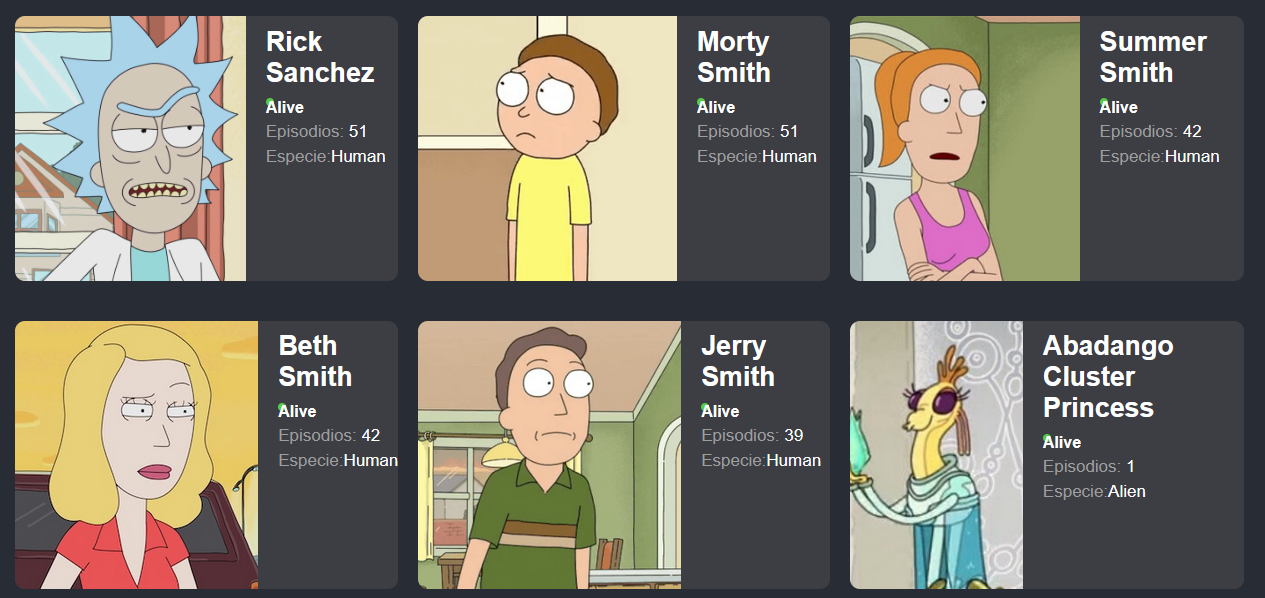 Rick
Sanchez
Alive
Episodios: 51
Especie:Human
Morty
Smith
Alive
Episodios: 51
Especie:Human
Summer
Smith
Alive
Episodios: 42
Especie:Human
Beth
Smith
Alive
Episodios: 42
Especie:Human
Jerry
Smith
Alive
Episodios: 39
Especie:Human
Abadango
Cluster
Princess
Alive
Episodios: 1
Especie:Alien